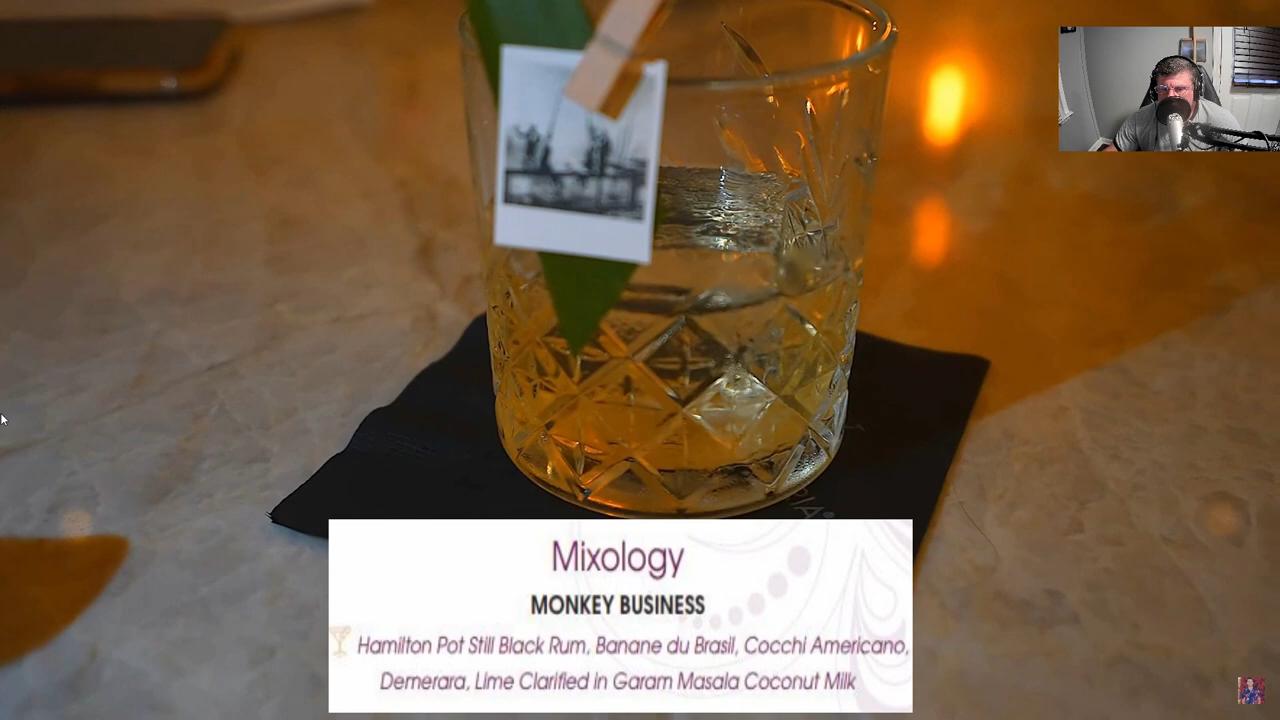 Mixology
MONKEY BUSINESS
Hamilton Pot Still Black Rum, Banane du Brasil, Cocchi Americano,
Demerara, Lime Clarified in Garam Masala Coconut Milk